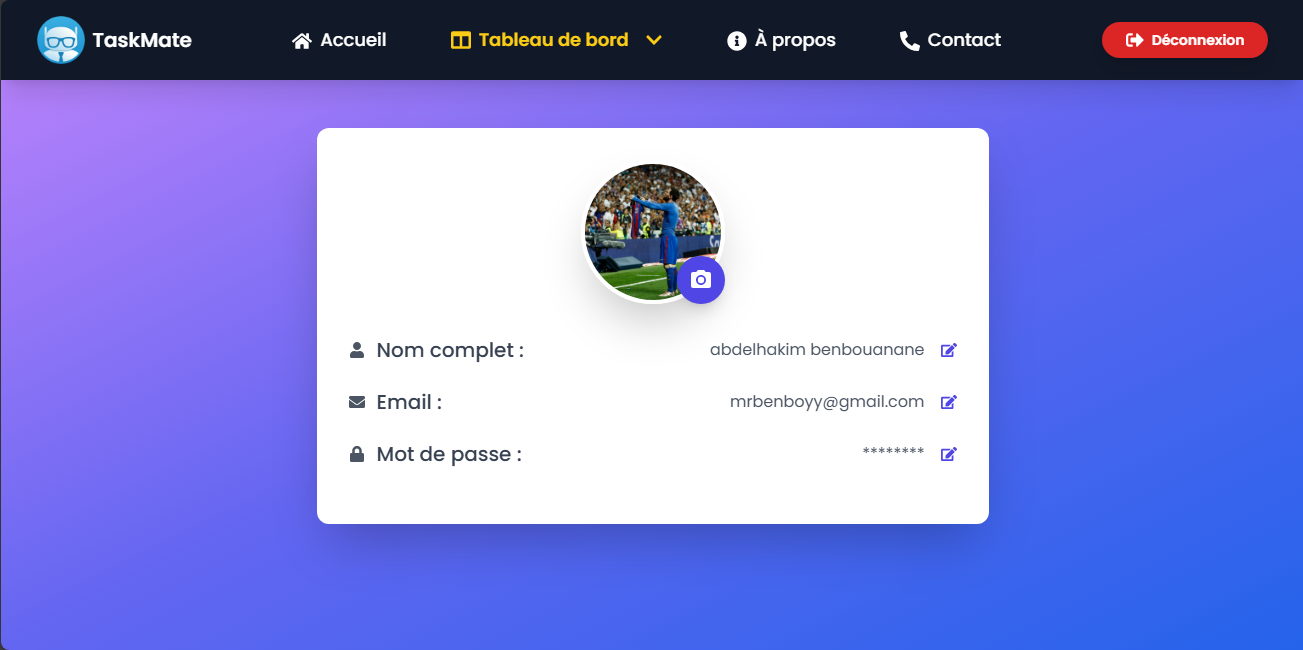 TaskMate Accueil Tableau de bord À propos Contact Déconnexion
Nom complet : abdelhakim benbouanane
Email : mrbenboyy@gmail.com
Mot de passe : ********